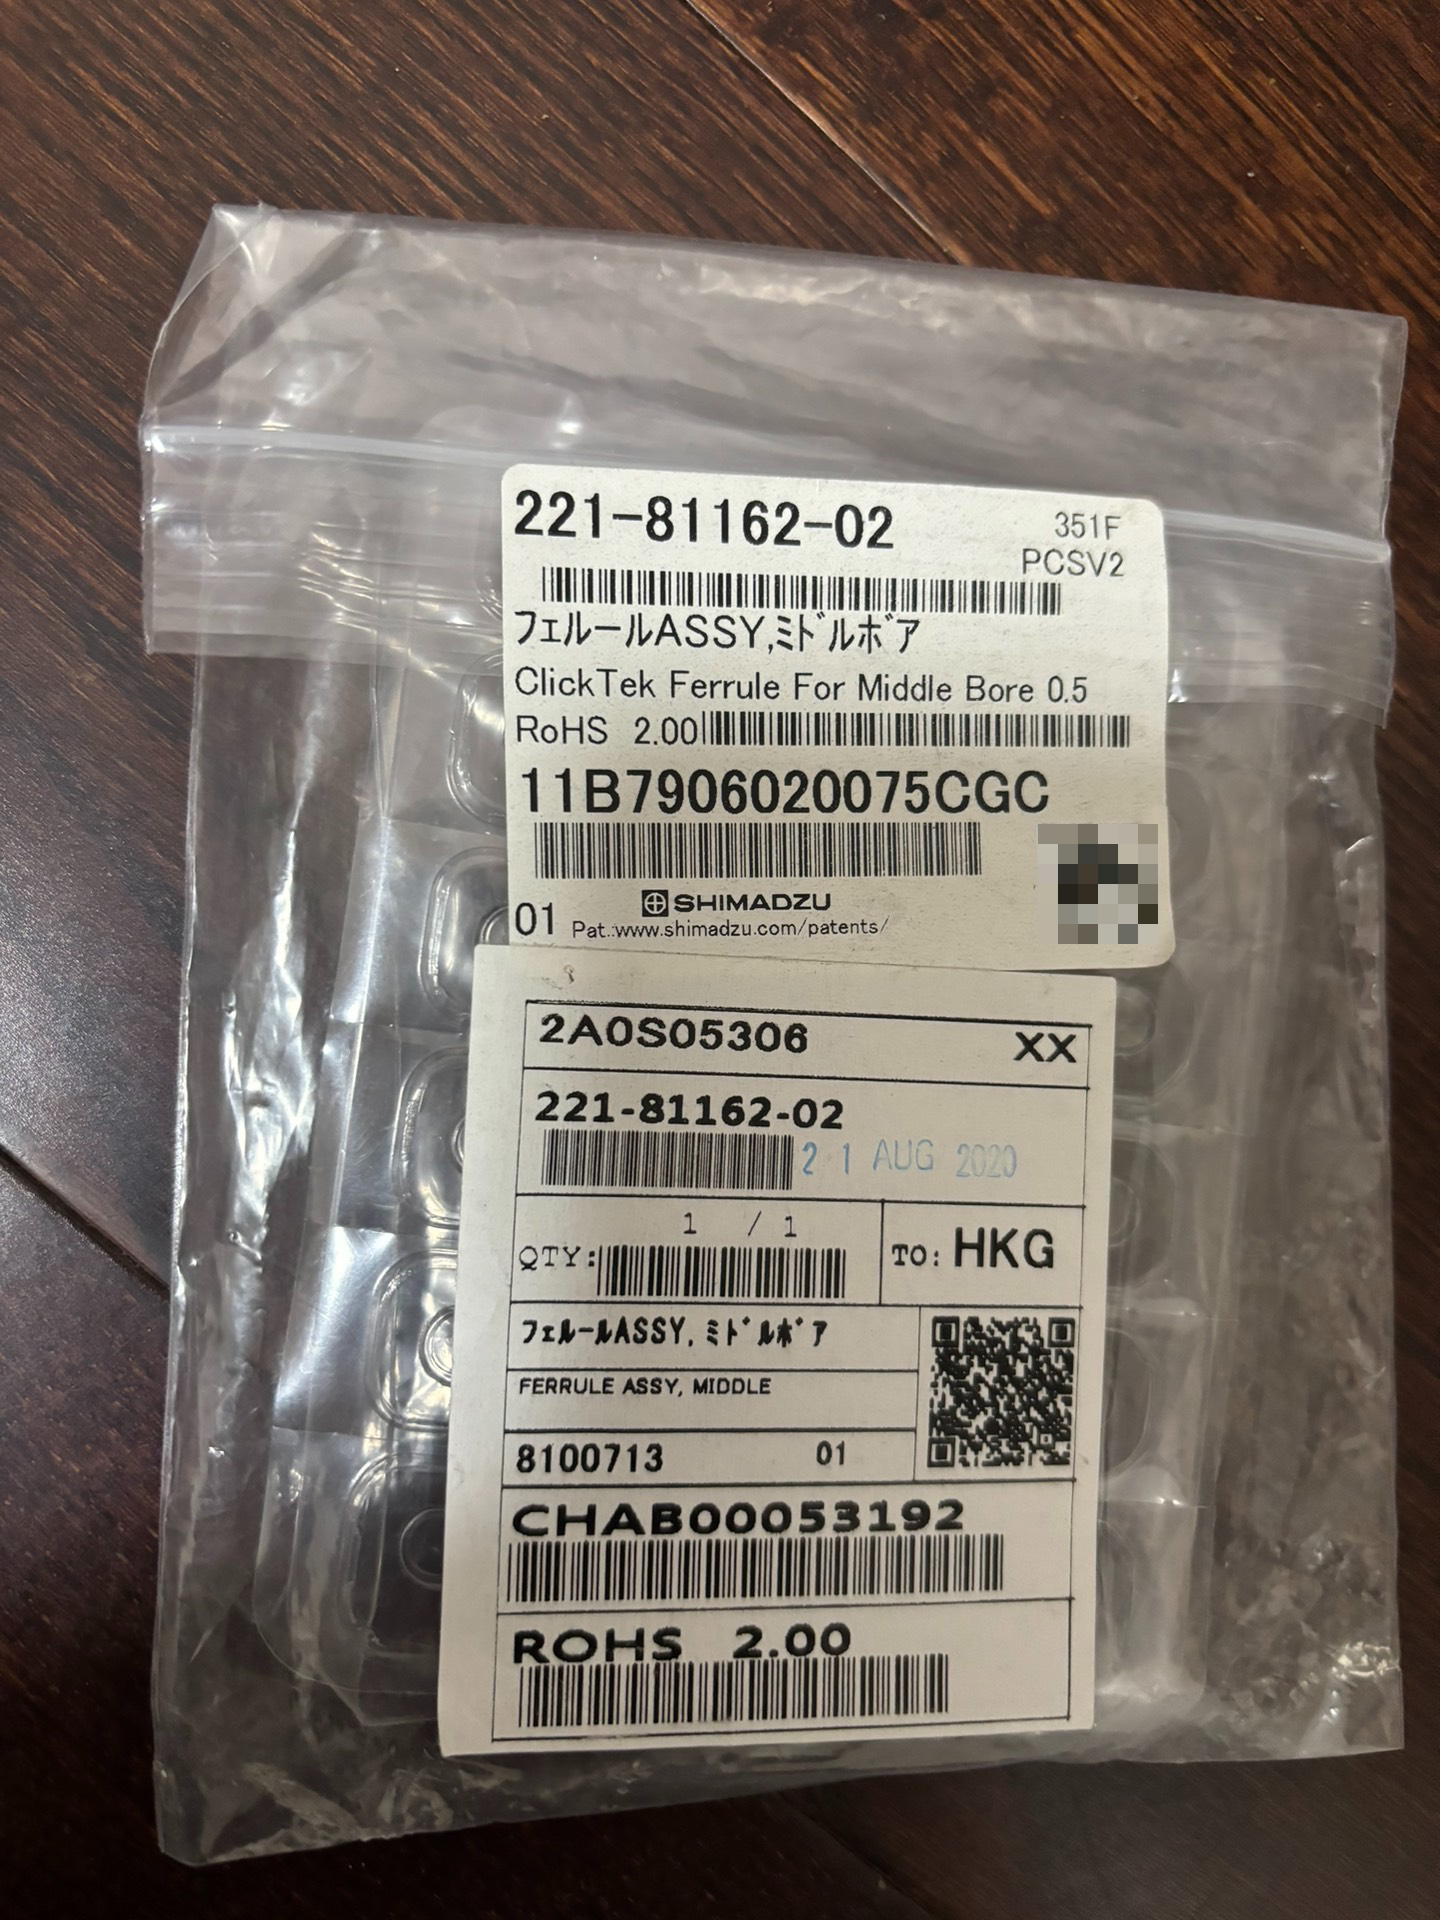 221-81162-02
351F
PCSV2
フェルールASSY,ミドルボア
ClickTek Ferrule For Middle Bore 0.5
RoHS 2.00
11B7906020075CGC
SHIMADZU
01 Pat.:www.shimadzu.com/patents/
2A0S05306 XX
221-81162-02
21 AUG 2020
1 / 1
QTY:
TO: HKG
フェルールASSY, ミドルボア
FERRULE ASSY, MIDDLE
8100713 01
CHAB00053192
ROHS 2.00